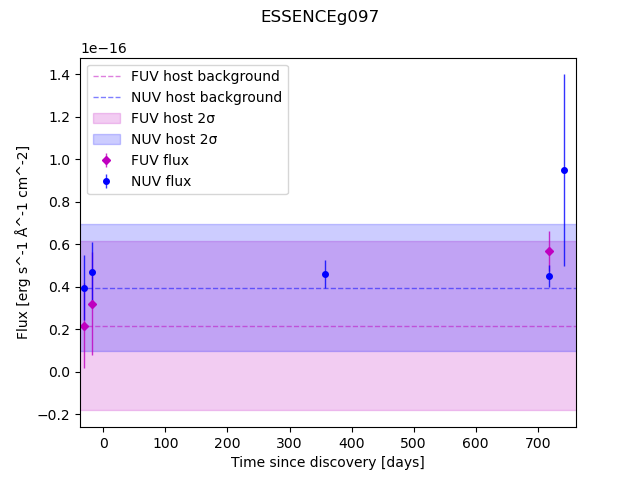 ESSENCEg097
1e−16
FUV host background
NUV host background
FUV host 2σ
NUV host 2σ
FUV flux
NUV flux
1.4
1.2
1.0
0.8
0.6
0.4
0.2
0.0
−0.2
Flux [erg s^-1 Å^-1 cm^-2]
0 100 200 300 400 500 600 700
Time since discovery [days]